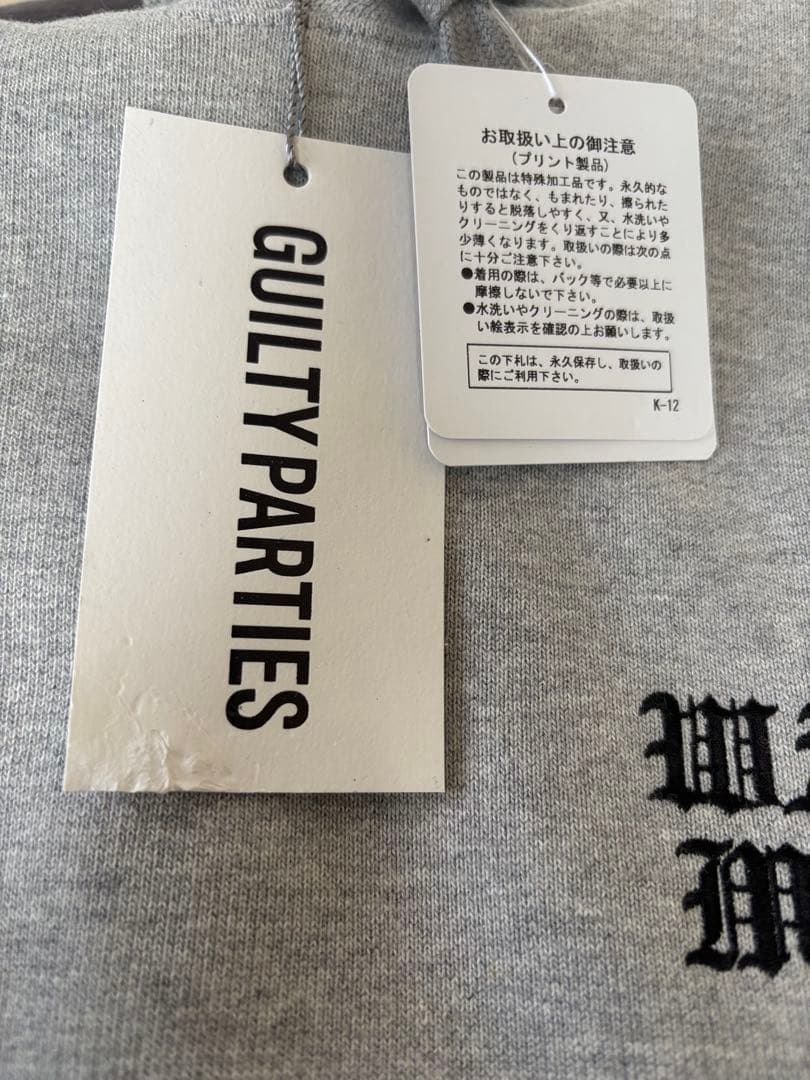 GUILTY PARTIES
お取扱い上の御注意
(プリント製品)
この製品は特殊加工品です。永久的な
ものではなく、もまれたり、擦られた
りすると脱落しやすく、又、水洗いや
クリーニングをくり返すことにより多
少薄くなります。取扱いの際は次の点
に十分ご注意下さい。
●着用の際は、バック等で必要以上に
摩擦しないで下さい。
●水洗いやクリーニングの際は、取扱
い絵表示を確認の上お願いします。
この下札は、永久保存し、取扱いの
際にご利用下さい。
K-12